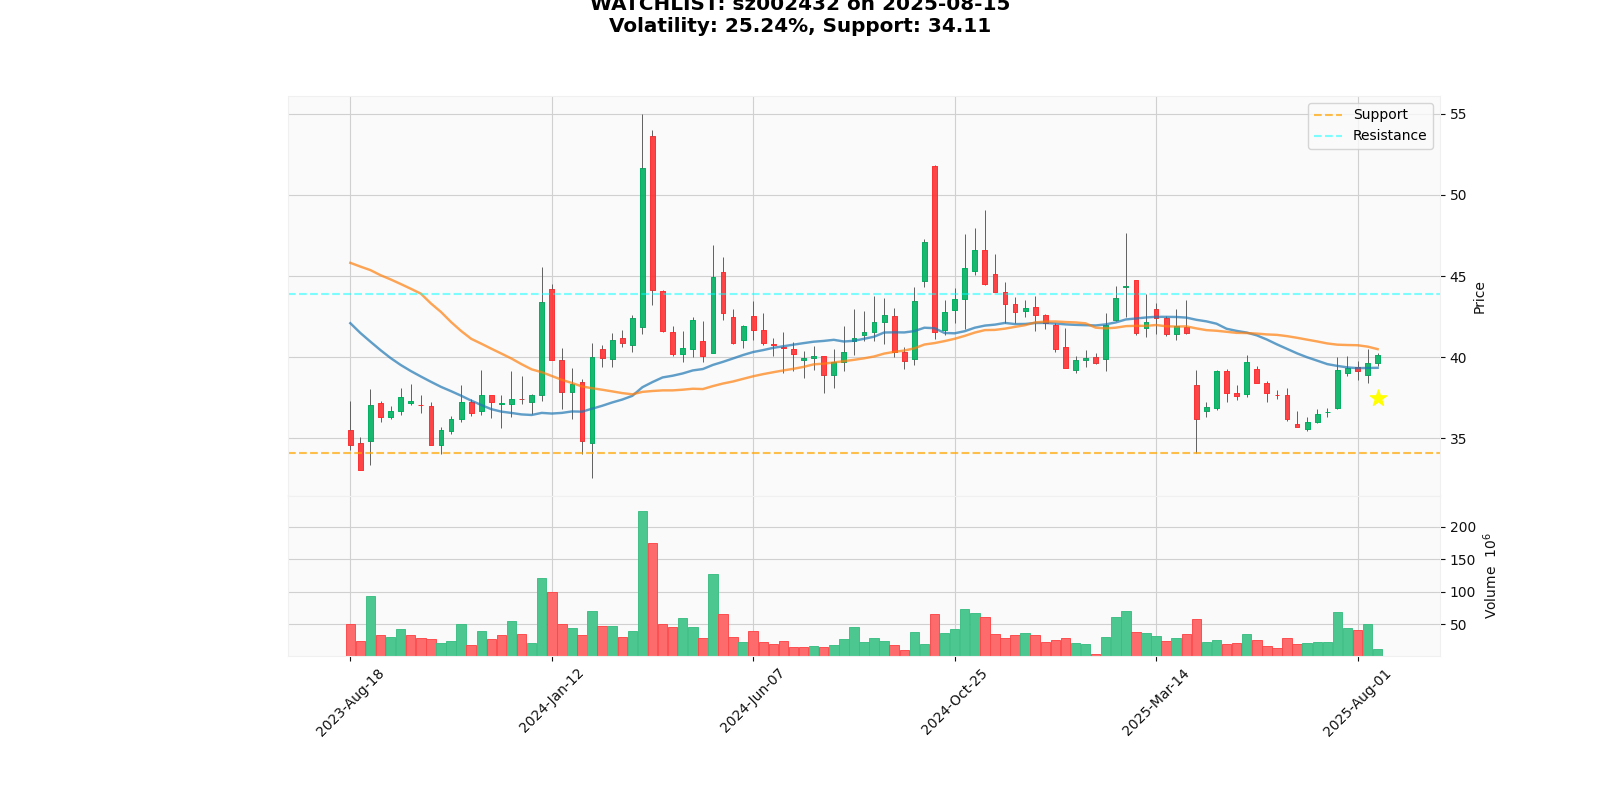 WATCHLIST: sz002432 on 2025-08-15
Volatility: 25.24%, Support: 34.11
Support
Resistance
55
50
45
40
35
Price
200
150
100
50
Volume 10⁶
2023-Aug-18
2024-Jan-12
2024-Jun-07
2024-Oct-25
2025-Mar-14
2025-Aug-01